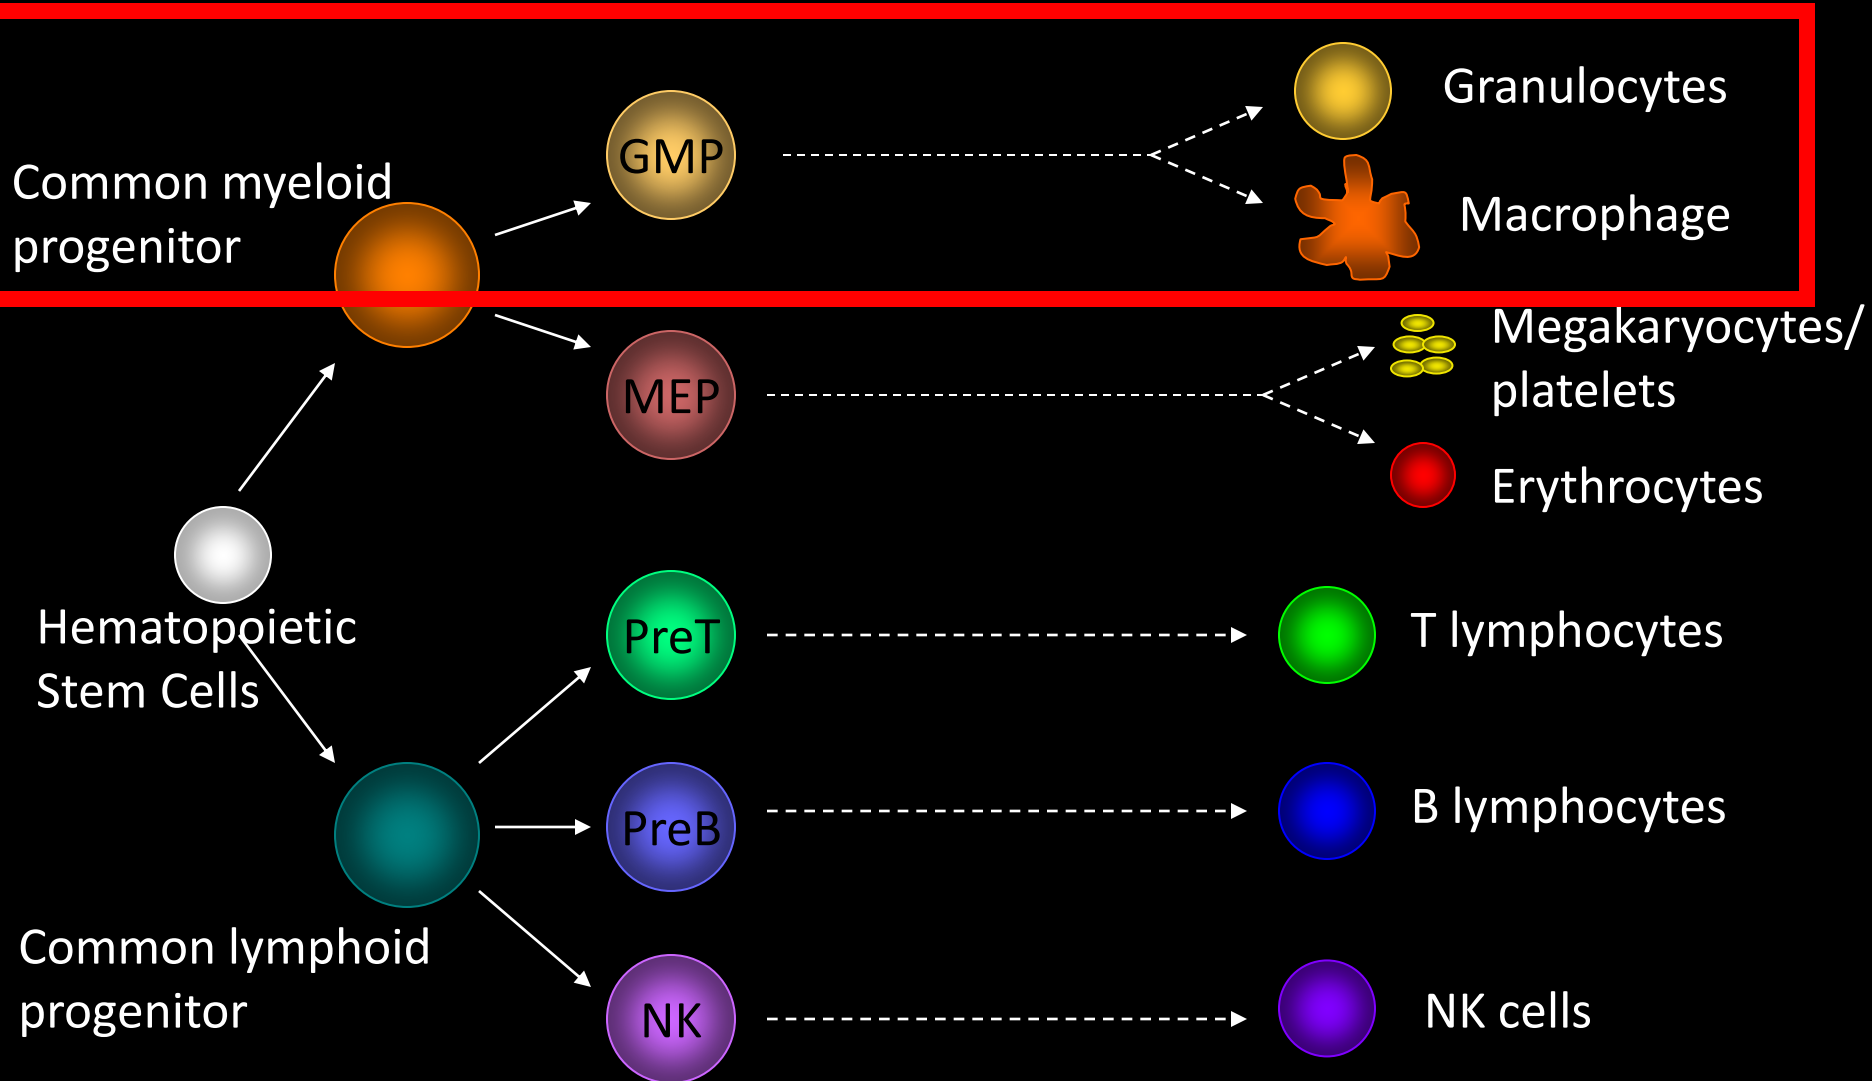 Granulocytes
GMP
Common myeloid
progenitor
Macrophage
Megakaryocytes/
platelets
MEP
Erythrocytes
Hematopoietic
Stem Cells
PreT
T lymphocytes
PreB
B lymphocytes
Common lymphoid
progenitor
NK
NK cells